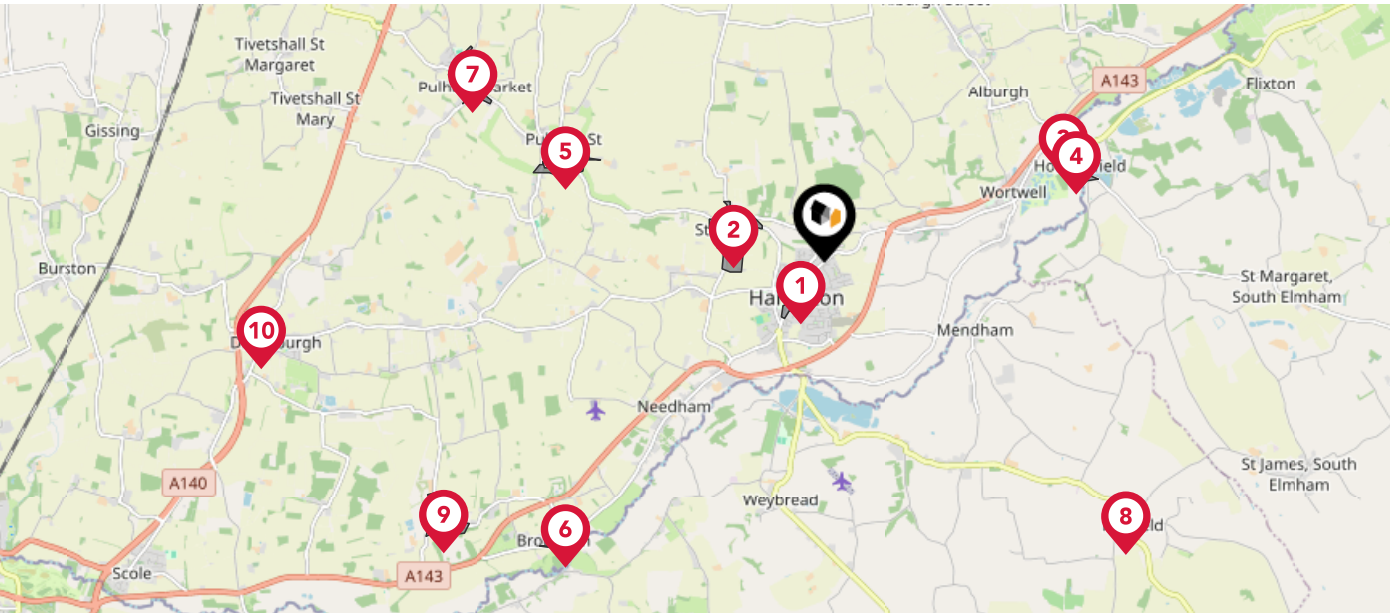 Tivetshall St
Margaret
7
A143
Flixton
Alburgh
Tivetshall St
Mary
Gissing
5
4
Wortwell
2
Burston
St Margaret,
South Elmham
1
10
Mendham
Needham
St James, South
Elmham
A140
Weybread
9
6
8
Scole
A143